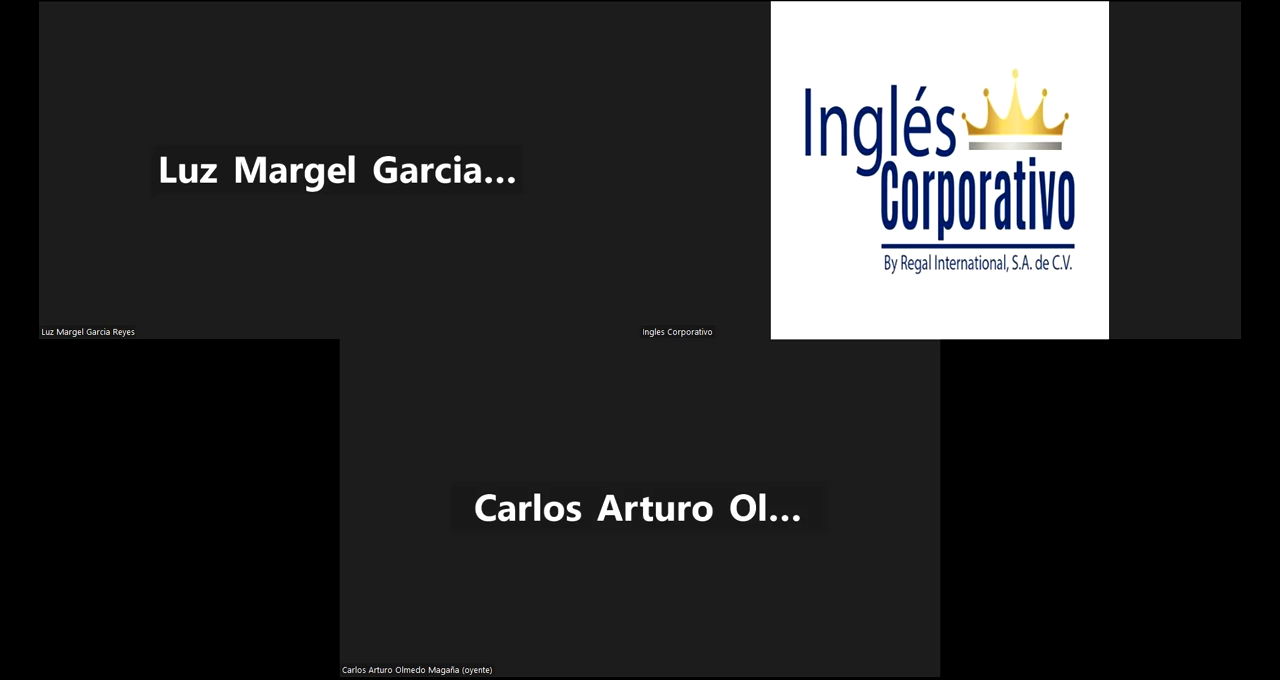 Luz Margel Garcia...
Luz Margel Garcia Reyes
Inglés
Corporativo
By Regal International, S.A. de C.V.
Ingles Corporativo
Carlos Arturo Ol...
Carlos Arturo Olmedo Magaña (oyente)